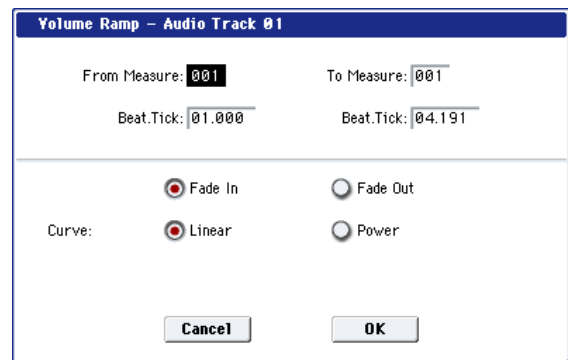 Volume Ramp – Audio Track 01
From Measure: 001 To Measure: 001
Beat.Tick: 01.000 Beat.Tick: 04.191
Fade In Fade Out
Curve: Linear Power
Cancel OK